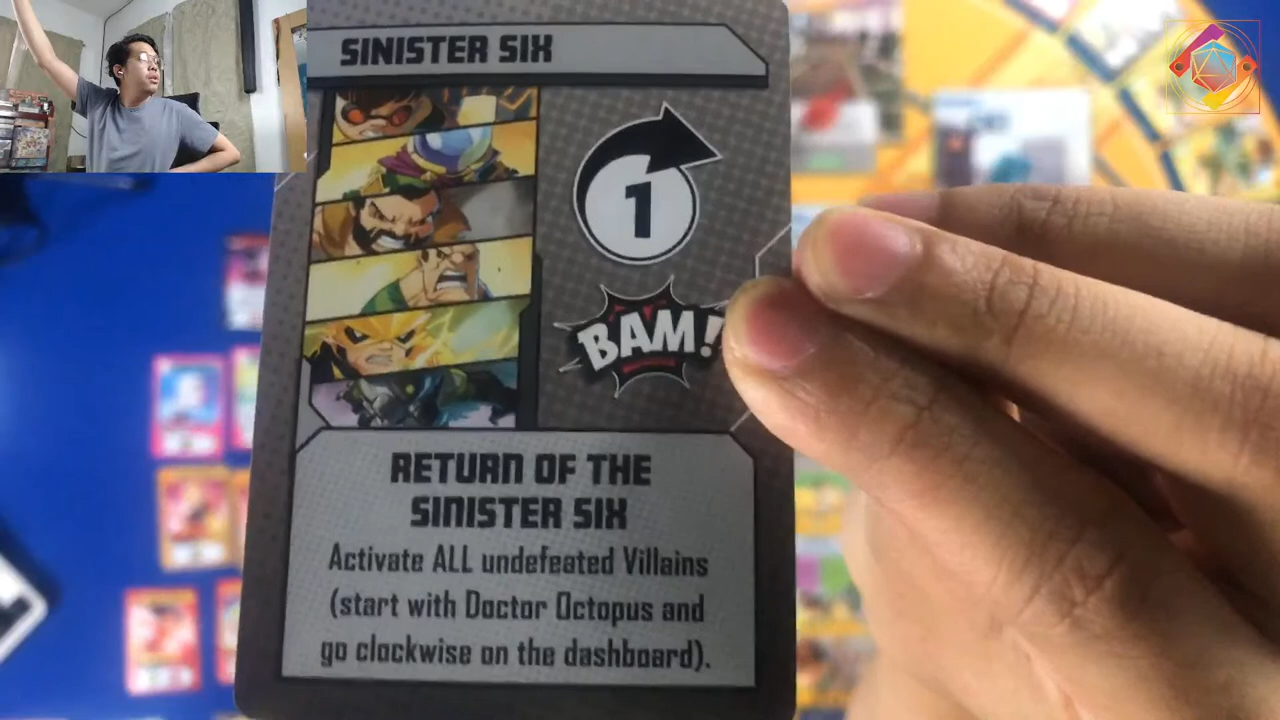 SINISTER SIX
1
BAM!
RETURN OF THE
SINISTER SIX
Activate ALL undefeated Villains
(start with Doctor Octopus and
go clockwise on the dashboard).